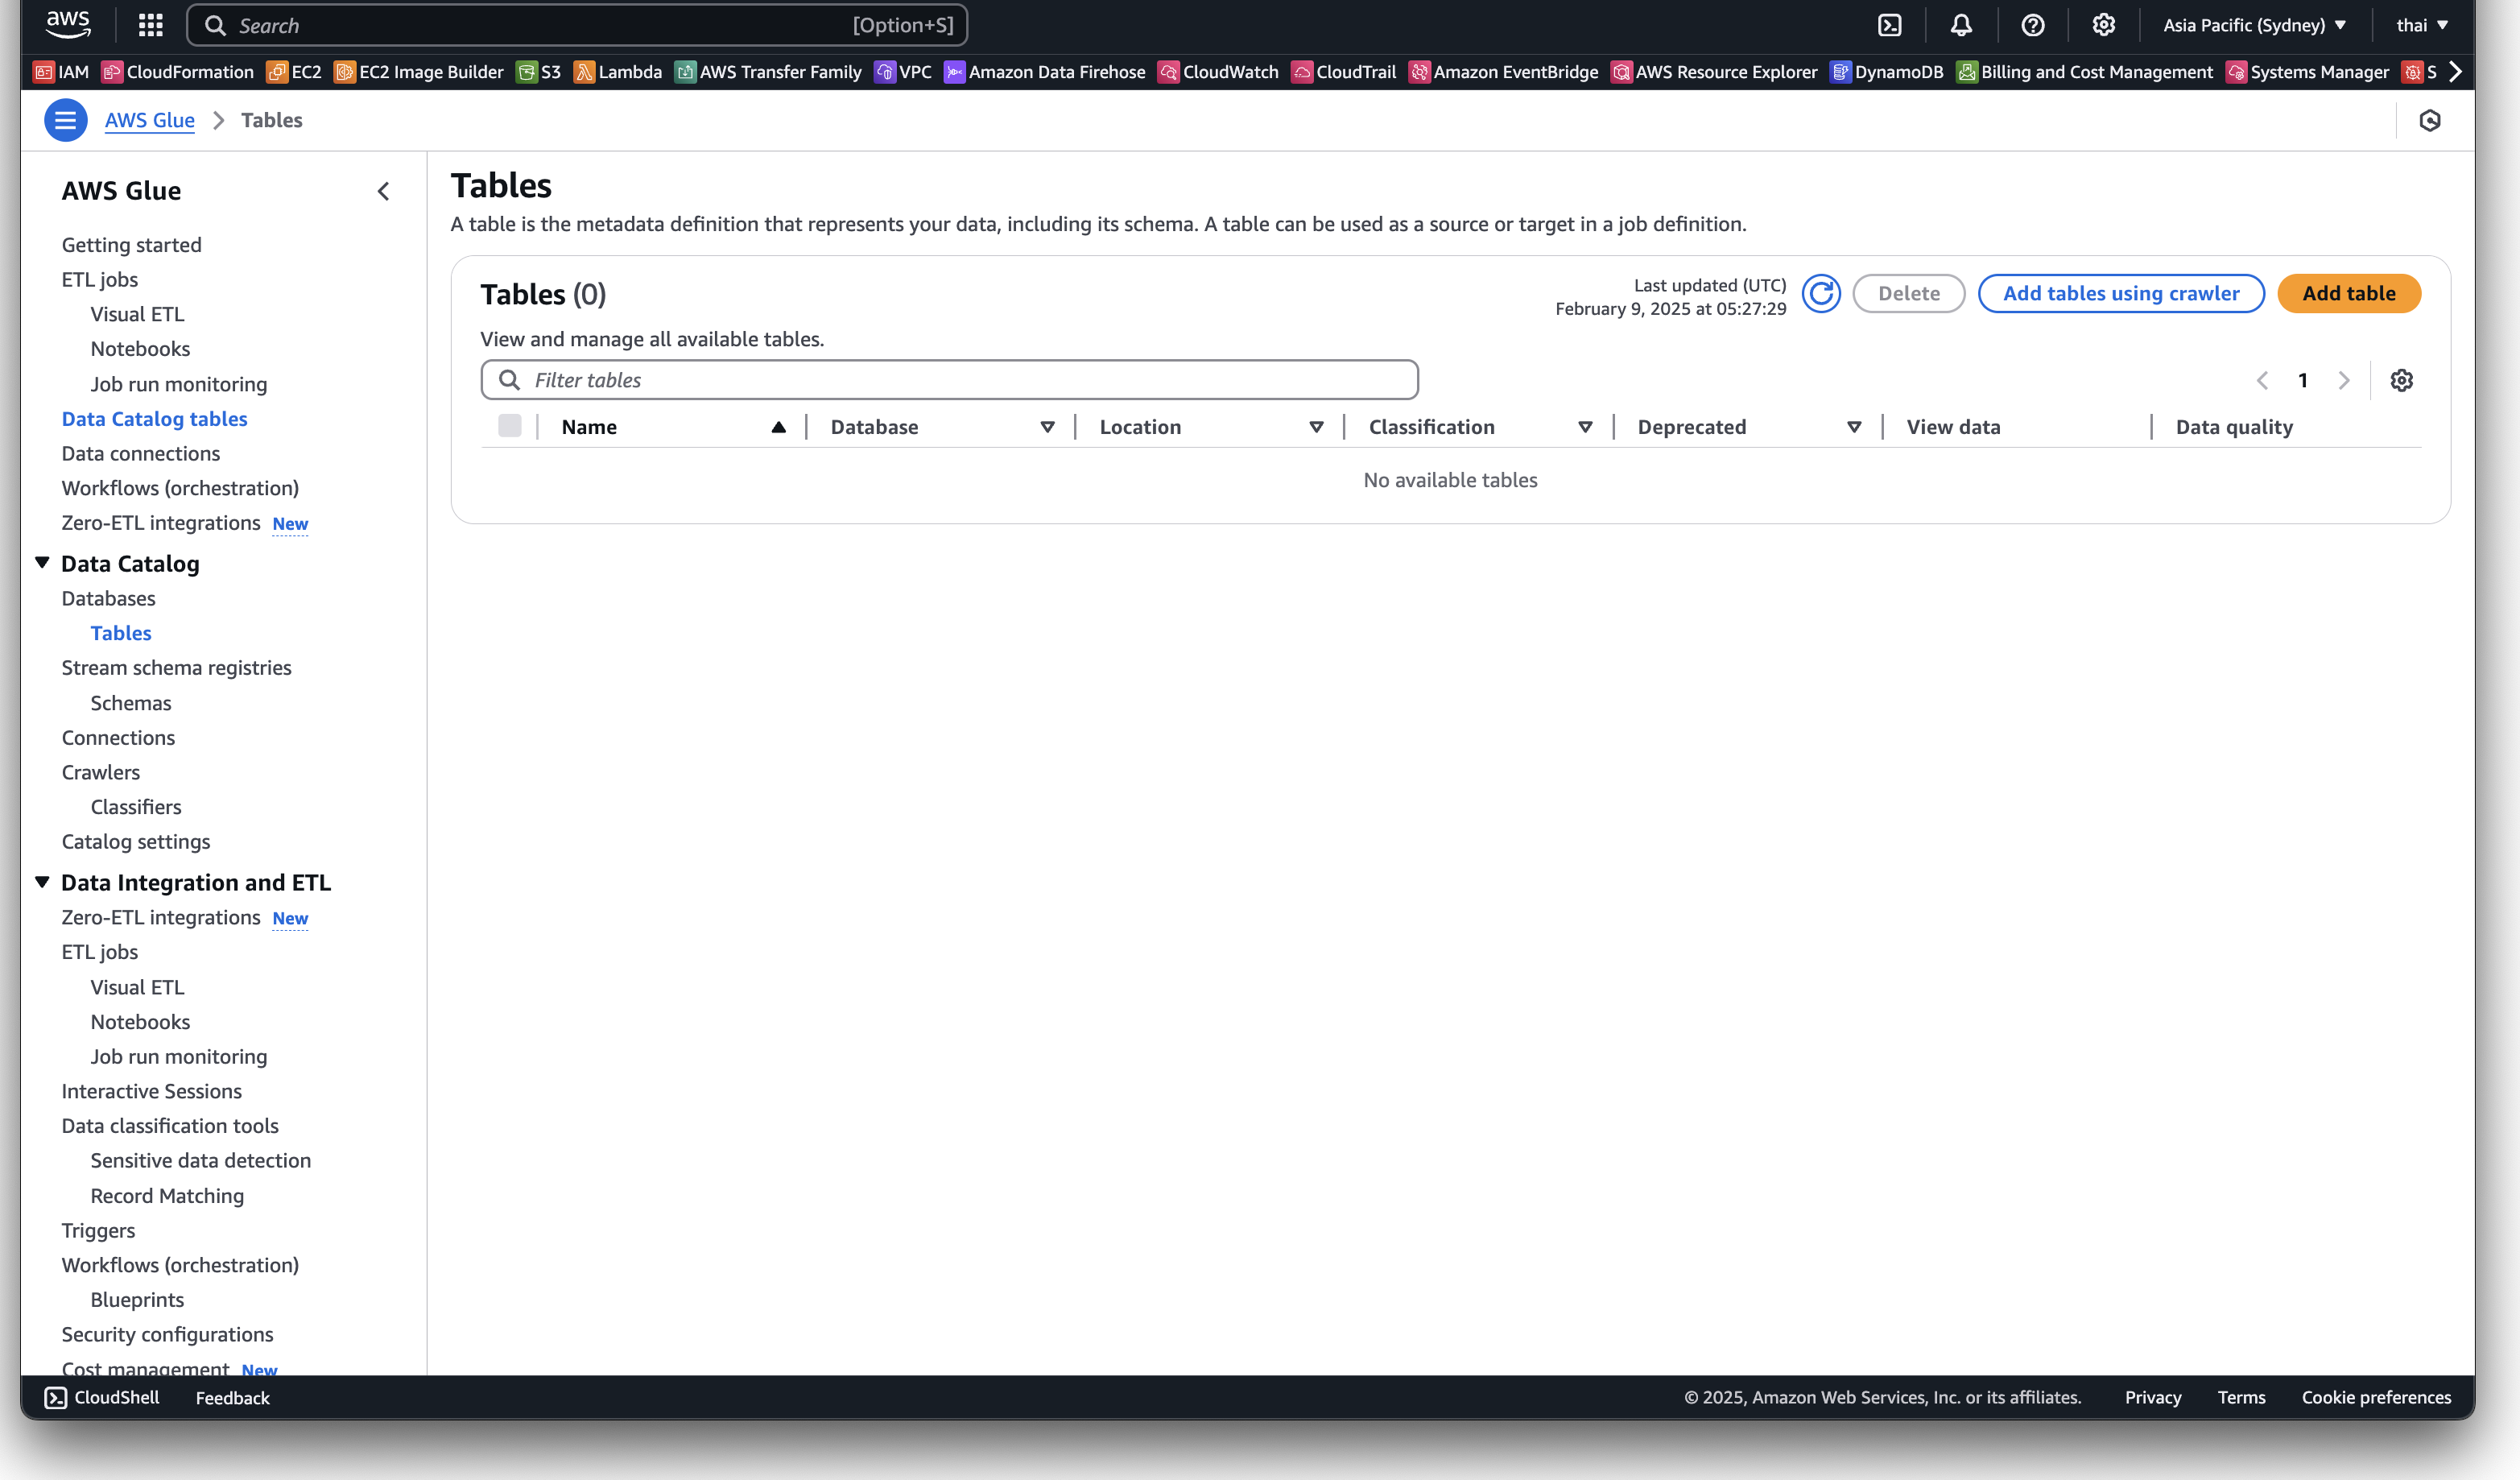 aws
Search [Option+S]
Asia Pacific (Sydney)
thai
IAM CloudFormation EC2 EC2 Image Builder S3 Lambda AWS Transfer Family VPC Amazon Data Firehose CloudWatch CloudTrail Amazon EventBridge AWS Resource Explorer DynamoDB Billing and Cost Management Systems Manager S
AWS Glue Tables
AWS Glue
Getting started
ETL jobs
Visual ETL
Notebooks
Job run monitoring
Data Catalog tables
Data connections
Workflows (orchestration)
Zero-ETL integrations New
Data Catalog
Databases
Tables
Stream schema registries
Schemas
Connections
Crawlers
Classifiers
Catalog settings
Data Integration and ETL
Zero-ETL integrations New
ETL jobs
Visual ETL
Notebooks
Job run monitoring
Interactive Sessions
Data classification tools
Sensitive data detection
Record Matching
Triggers
Workflows (orchestration)
Blueprints
Security configurations
Cost management New
Tables
A table is the metadata definition that represents your data, including its schema. A table can be used as a source or target in a job definition.
Tables (0)
Last updated (UTC)
February 9, 2025 at 05:27:29
Delete
Add tables using crawler
Add table
View and manage all available tables.
Filter tables
1
Name Database Location Classification Deprecated View data Data quality
No available tables
CloudShell Feedback
© 2025, Amazon Web Services, Inc. or its affiliates. Privacy Terms Cookie preferences